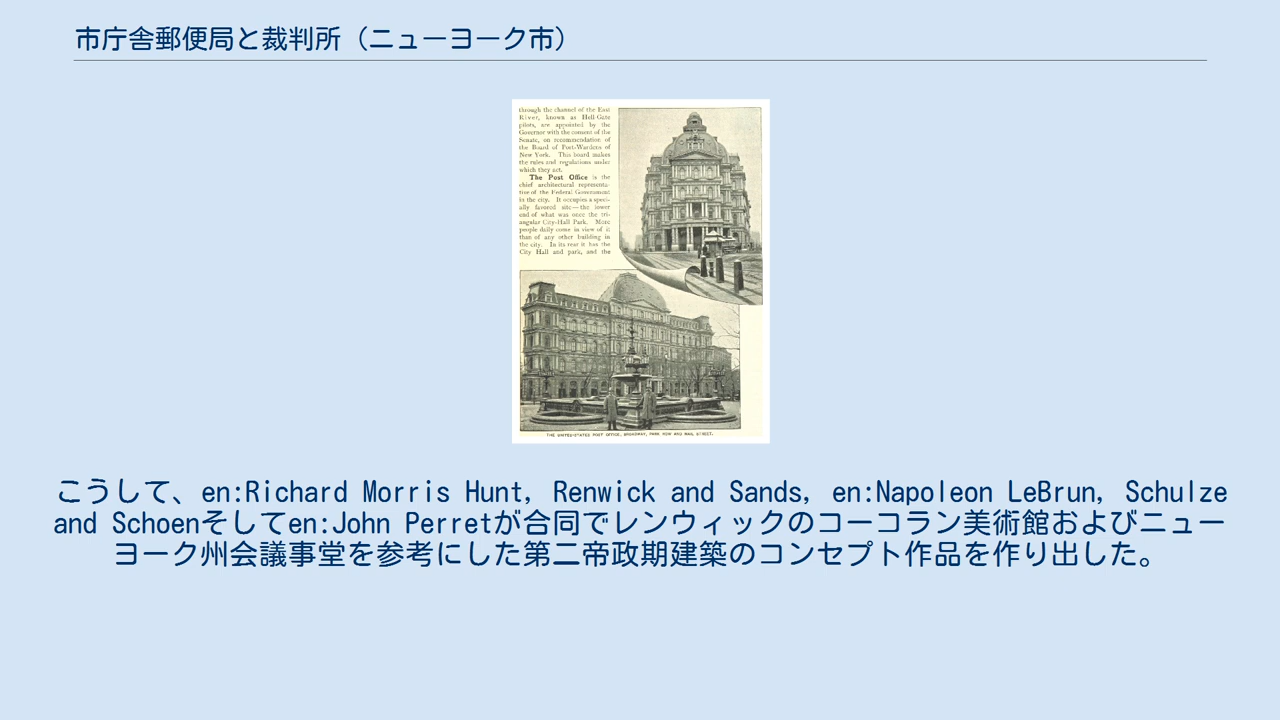 市庁舎郵便局と裁判所（ニューヨーク市）
through the channel of the East
River, known as Hell-Gate
pilots, are appointed by the
Governor with the consent of the
Senate, on recommendation of
the Board of Port-Wardens of
New York. This board makes
the rules and regulations under
which they act.
The Post Office is the
chief architectural representa-
tive of the Federal Government
in the city. It occupies a speci-
ally favored site—the lower
end of what was once the tri-
angular City-Hall Park. More
people daily come in view of it
than of any other building in
the city. In its rear it has the
City Hall and park, and the
THE UNITED-STATES POST OFFICE, BROADWAY, PARK ROW AND MAIL STREET.
こうして、en:Richard Morris Hunt, Renwick and Sands, en:Napoleon LeBrun, Schulze
and Schoenそしてen:John Perretが合同でレンウィックのコーコラン美術館およびニュー
ヨーク州会議事堂を参考にした第二帝政期建築のコンセプト作品を作り出した。